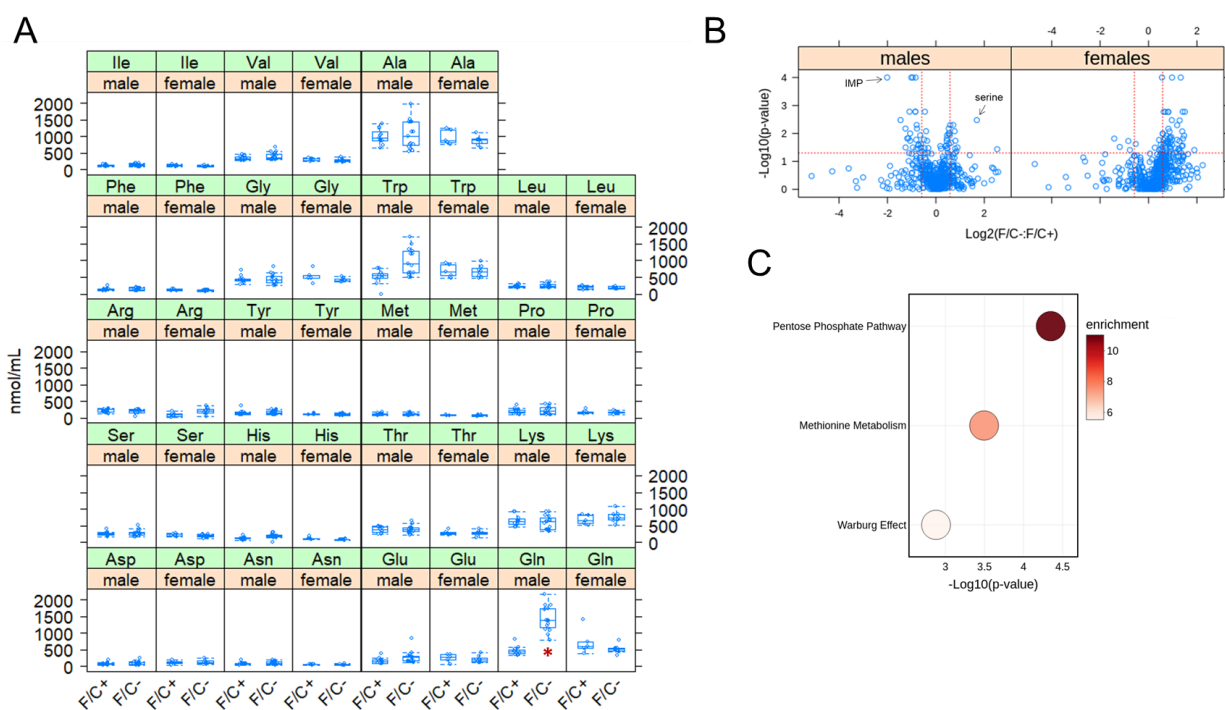 A
Ile Ile Val Val Ala Ala
male female male female male female
2000
1500
1000
500
0
Phe Phe Gly Gly Trp Trp Leu Leu
male female male female male female male female
2000
1500
1000
500
0
Arg Arg Tyr Tyr Met Met Pro Pro
male female male female male female male female
2000
1500
1000
500
0
Ser Ser His His Thr Thr Lys Lys
male female male female male female male female
2000
1500
1000
500
0
Asp Asp Asn Asn Glu Glu Gln Gln
male female male female male female male female
2000
1500
1000
500
0
*
nmol/mL
F/C+ F/C- F/C+ F/C- F/C+ F/C- F/C+ F/C- F/C+ F/C- F/C+ F/C- F/C+ F/C- F/C+ F/C-
B
-4 -2 0 2
males females
IMP
serine
4
3
2
1
0
-Log10(p-value)
-4 -2 0 2
Log2(F/C-:F/C+)
C
Pentose Phosphate Pathway
Methionine Metabolism
Warburg Effect
3 3.5 4 4.5
-Log10(p-value)
enrichment
10
8
6